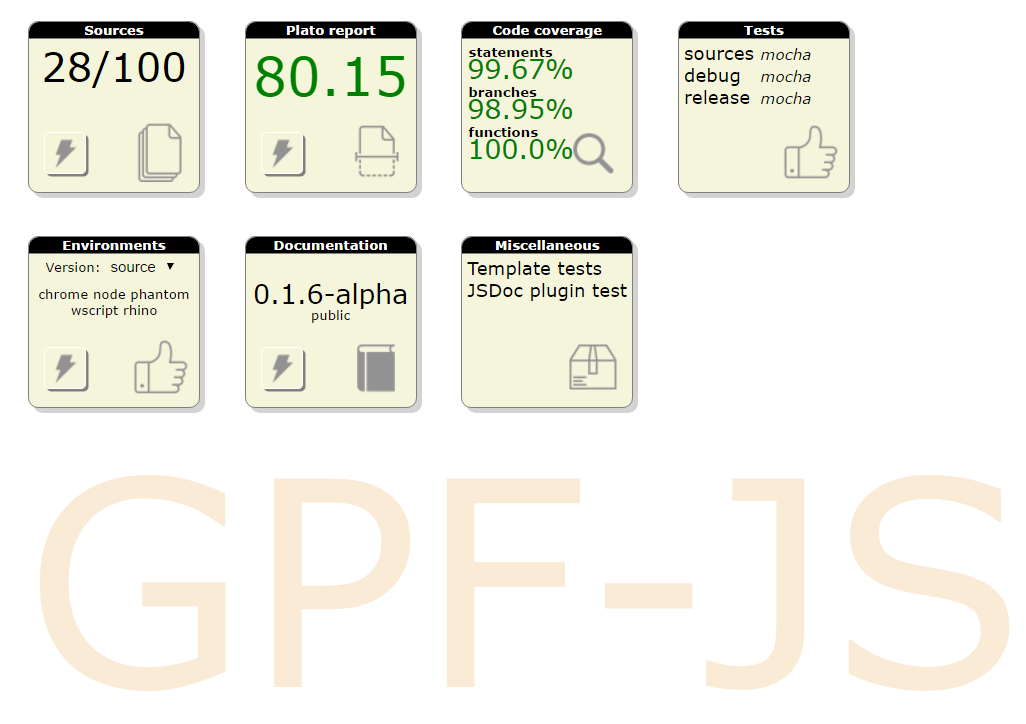 Sources
28/100
Plato report
80.15
Code coverage
statements
99.67%
branches
98.95%
functions
100.0%
Tests
sources mocha
debug mocha
release mocha
Environments
Version: source ▼
chrome node phantom
wscript rhino
Documentation
0.1.6-alpha
public
Miscellaneous
Template tests
JSDoc plugin test
GPF-JS